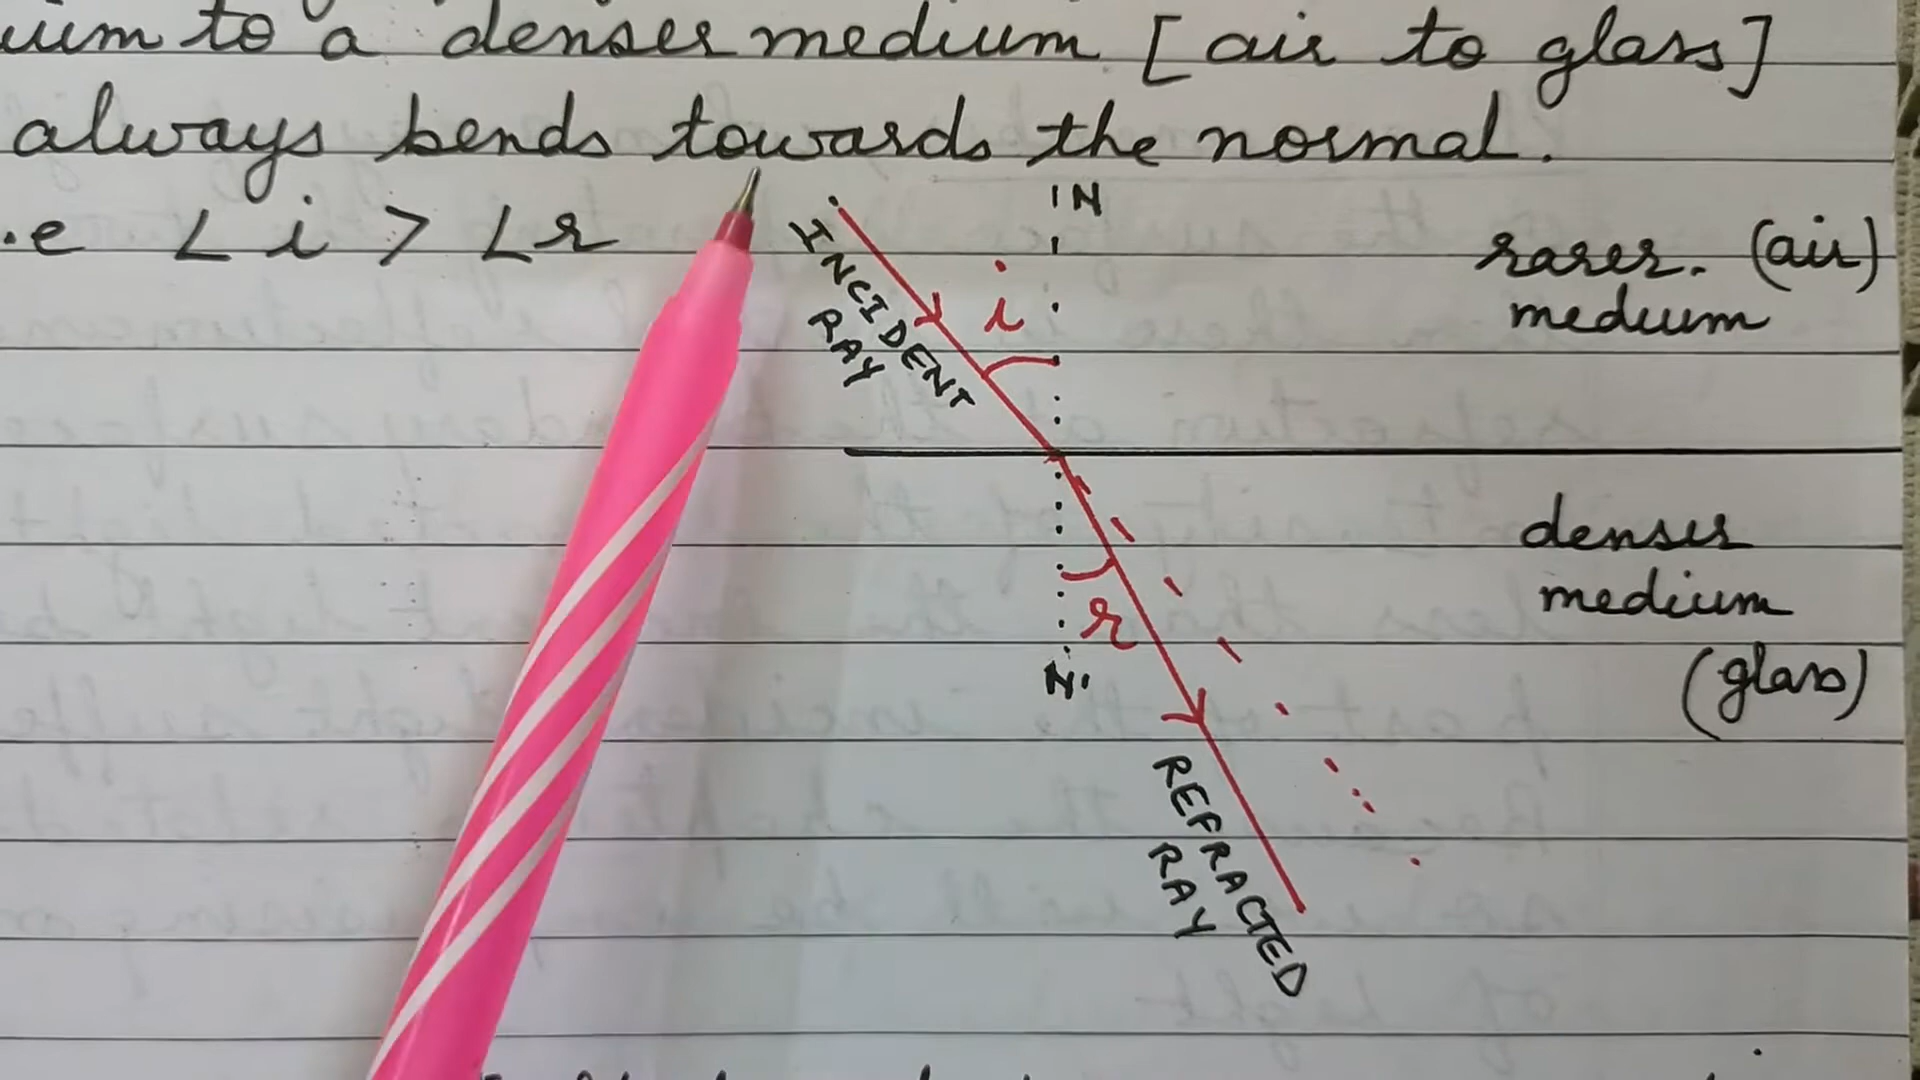 ium to a denser medium [air to glass]
always bends towards the normal.
.e ∠i > ∠r
N
INCIDENT
RAY
i
rarer. (air)
medium
denser
medium
(glass)
r
N'
REFRACTED
RAY